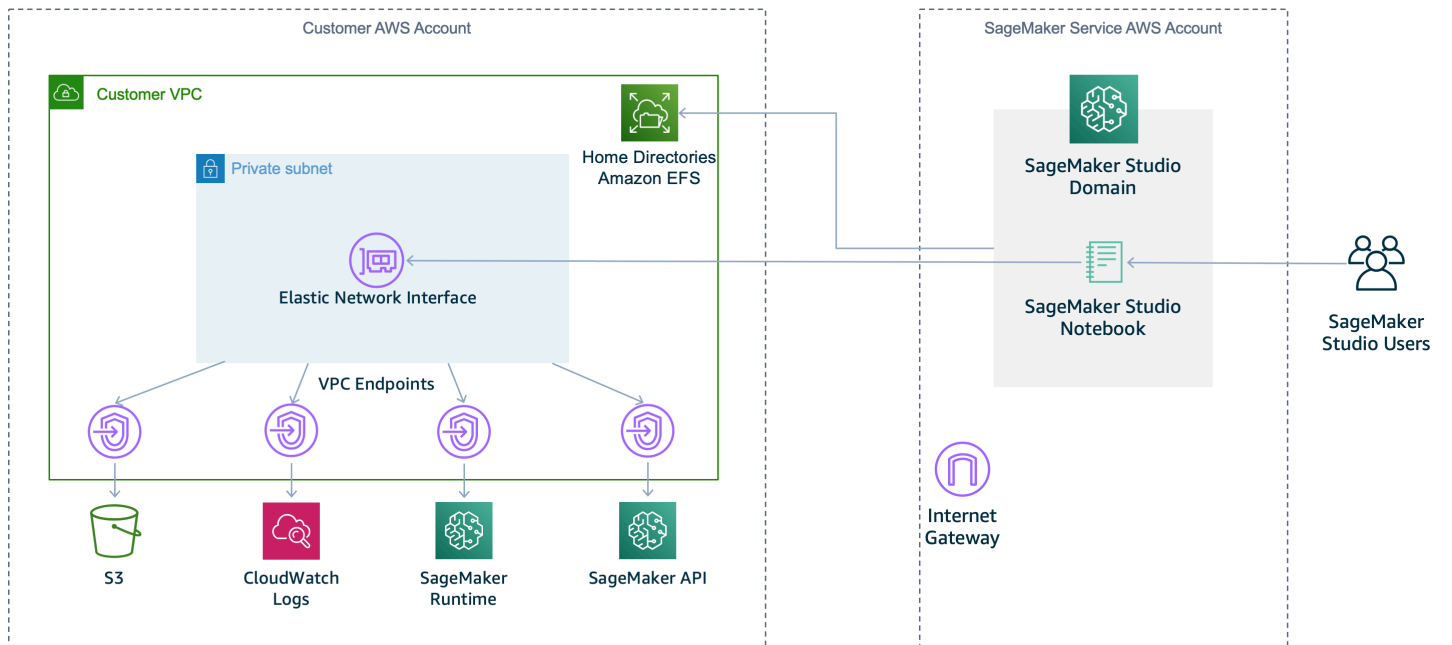 Customer AWS Account
SageMaker Service AWS Account
Customer VPC
Home Directories
Amazon EFS
Private subnet
Elastic Network Interface
VPC Endpoints
S3
CloudWatch
Logs
SageMaker
Runtime
SageMaker API
SageMaker Studio
Domain
SageMaker Studio
Notebook
Internet
Gateway
SageMaker
Studio Users